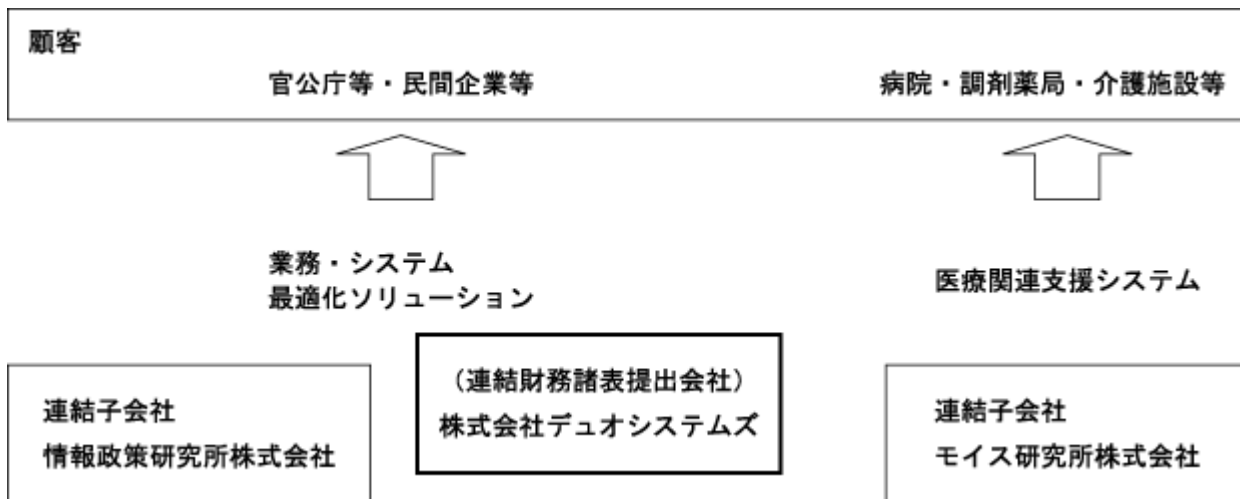 顧客
官公庁等・民間企業等
病院・調剤薬局・介護施設等
業務・システム
最適化ソリューション
医療関連支援システム
連結子会社
情報政策研究所株式会社
（連結財務諸表提出会社）
株式会社デュオシステムズ
連結子会社
モイス研究所株式会社